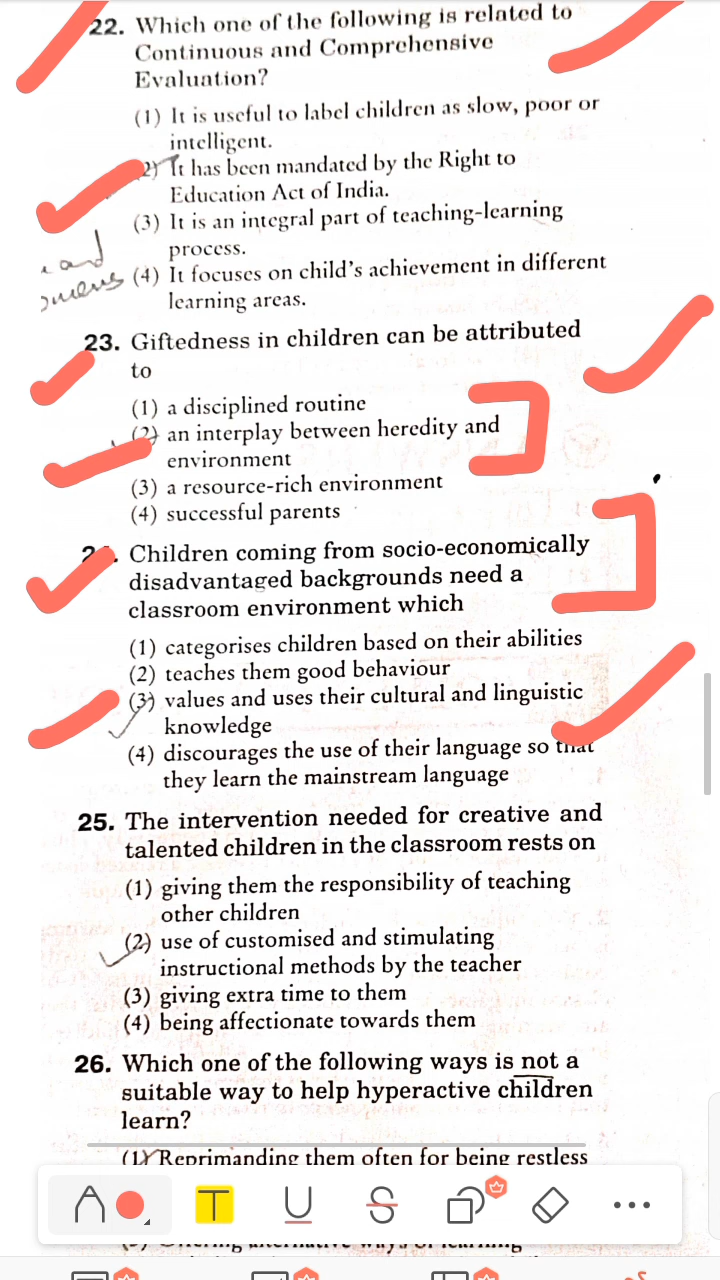 22. Which one of the following is related to
Continuous and Comprehensive
Evaluation?
(1) It is useful to label children as slow, poor or
intelligent.
2) It has been mandated by the Right to
Education Act of India.
(3) It is an integral part of teaching-learning
process.
and
(4) It focuses on child's achievement in different
learning areas.
23. Giftedness in children can be attributed
to
(1) a disciplined routine
(2) an interplay between heredity and
environment
(3) a resource-rich environment
(4) successful parents
2 . Children coming from socio-economically
disadvantaged backgrounds need a
classroom environment which
(1) categorises children based on their abilities
(2) teaches them good behaviour
(3) values and uses their cultural and linguistic
knowledge
(4) discourages the use of their language so that
they learn the mainstream language
25. The intervention needed for creative and
talented children in the classroom rests on
(1) giving them the responsibility of teaching
other children
(2) use of customised and stimulating
instructional methods by the teacher
(3) giving extra time to them
(4) being affectionate towards them
26. Which one of the following ways is not a
suitable way to help hyperactive children
learn?
(1) Reprimanding them often for being restless
T U S